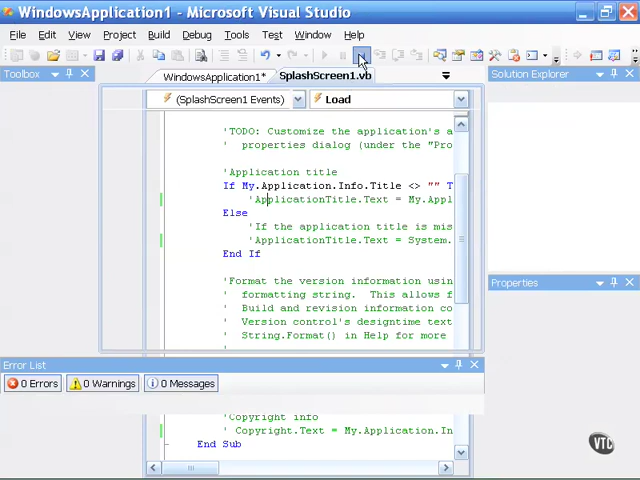 WindowsApplication1 - Microsoft Visual Studio
File Edit View Project Build Debug Tools Test Window Help
Toolbox
WindowsApplication1* SplashScreen1.vb
Solution Explorer
(SplashScreen1 Events) Load
'TODO: Customize the application's a
' properties dialog (under the "Pro
'Application title
If My.Application.Info.Title <> "" T
'ApplicationTitle.Text = My.Appl
Else
'If the application title is mis
'ApplicationTitle.Text = System.
End If
'Format the version information usin
' formatting string. This allows f
' Build and revision information co
' Version control's designtime text
' String.Format() in Help for more
Properties
Error List
0 Errors 0 Warnings 0 Messages
'Copyright info
' Copyright.Text = My.Application.In
End Sub
VTC